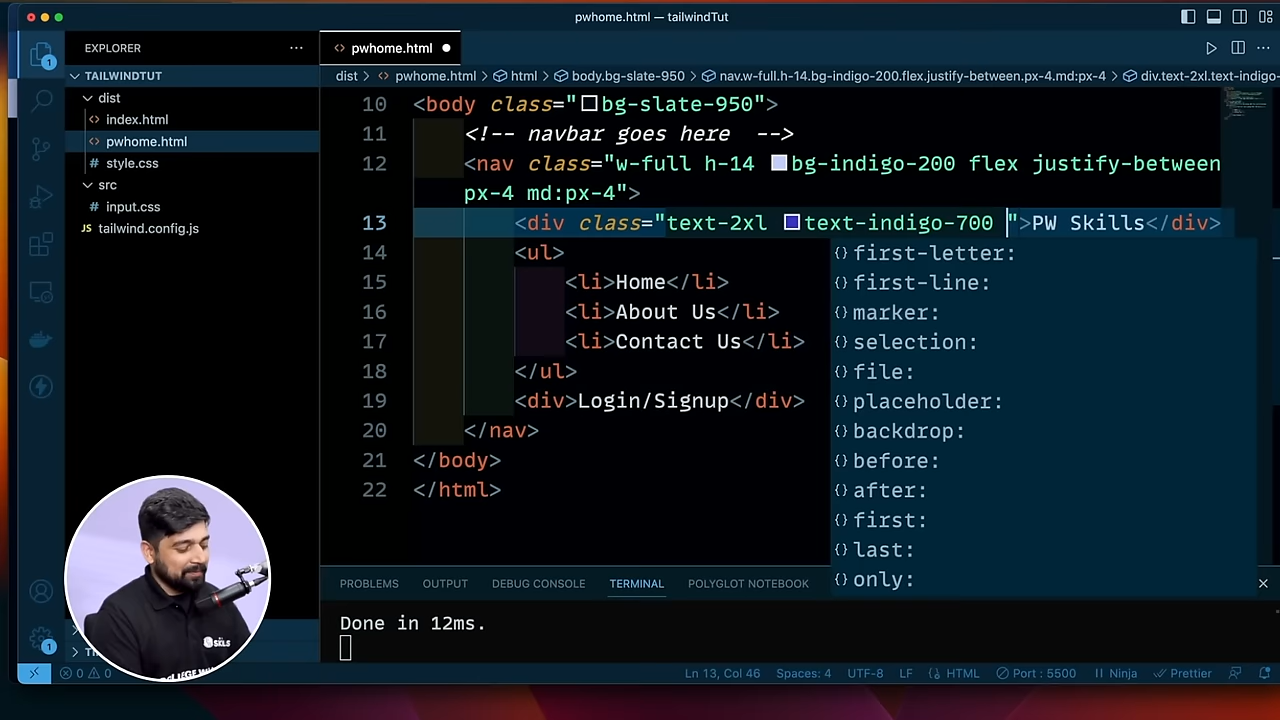 pwhome.html — tailwindTut
EXPLORER
pwhome.html
TAILWINDTUT
dist
index.html
pwhome.html
style.css
src
input.css
JS tailwind.config.js
1
1
dist > pwhome.html > html > body.bg-slate-950 > nav.w-full.h-14.bg-indigo-200.flex.justify-between.px-4.md:px-4 > div.text-2xl.text-indigo-
10 <body class="bg-slate-950">
11 <!-- navbar goes here -->
12 <nav class="w-full h-14 bg-indigo-200 flex justify-between
px-4 md:px-4">
13 <div class="text-2xl text-indigo-700 ">PW Skills</div>
14 <ul>
15 <li>Home</li>
16 <li>About Us</li>
17 <li>Contact Us</li>
18 </ul>
19 <div>Login/Signup</div>
20 </nav>
21 </body>
22 </html>
{} first-letter:
{} first-line:
{} marker:
{} selection:
{} file:
{} placeholder:
{} backdrop:
{} before:
{} after:
{} first:
{} last:
{} only:
PROBLEMS OUTPUT DEBUG CONSOLE TERMINAL POLYGLOT NOTEBOOK
Done in 12ms.
SKILLS
0 0 Ln 13, Col 46 Spaces: 4 UTF-8 LF HTML Port : 5500 Ninja Prettier